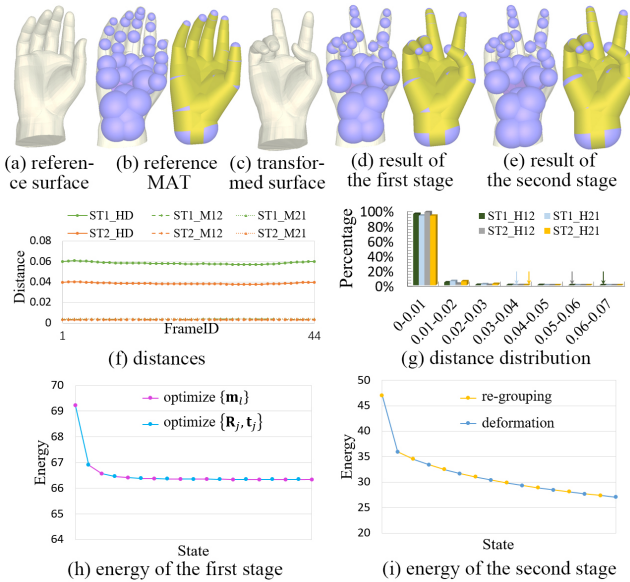 (a) referen-
ce surface
(b) reference
MAT
(c) transfor-
med surface
(d) result of
the first stage
(e) result of
the second stage
ST1_HD ST1_M12 ST1_M21
ST2_HD ST2_M12 ST2_M21
0.08
0.06
0.04
0.02
0
Distance
1 FrameID 44
(f) distances
ST1_H12 ST1_H21
ST2_H12 ST2_H21
100%
80%
60%
40%
20%
0%
Percentage
0-0.01 0.01-0.02 0.02-0.03 0.03-0.04 0.04-0.05 0.05-0.06 0.06-0.07
(g) distance distribution
70
69
68
67
66
65
64
Energy
optimize {m_l}
optimize {R_j, t_j}
State
(h) energy of the first stage
50
45
40
35
30
25
20
Energy
re-grouping
deformation
State
(i) energy of the second stage